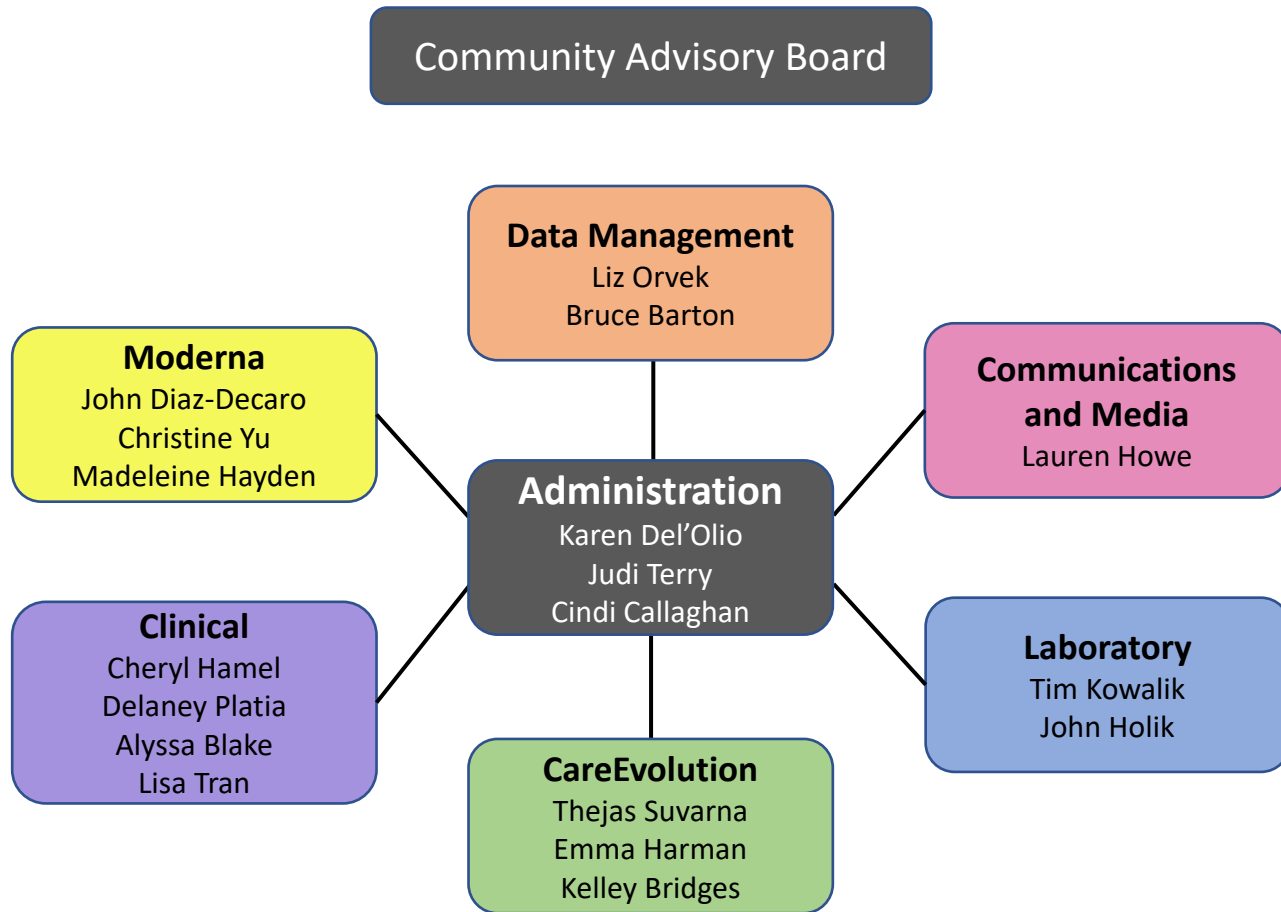 Community Advisory Board
Data Management
Liz Orvek
Bruce Barton
Moderna
John Diaz-Decaro
Christine Yu
Madeleine Hayden
Communications
and Media
Lauren Howe
Administration
Karen Del’Olio
Judi Terry
Cindi Callaghan
Clinical
Cheryl Hamel
Delaney Platia
Alyssa Blake
Lisa Tran
Laboratory
Tim Kowalik
John Holik
CareEvolution
Thejas Suvarna
Emma Harman
Kelley Bridges